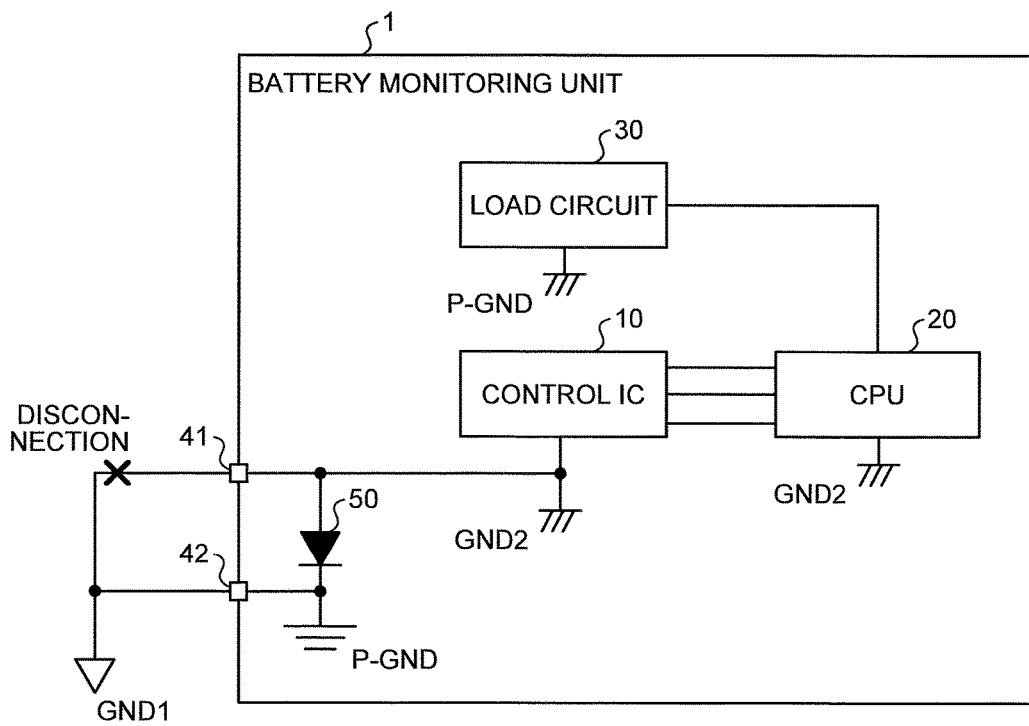 1
BATTERY MONITORING UNIT
30
LOAD CIRCUIT
P-GND
10
20
CONTROL IC
CPU
DISCON-
NECTION
41
50
GND2
GND2
42
P-GND
GND1